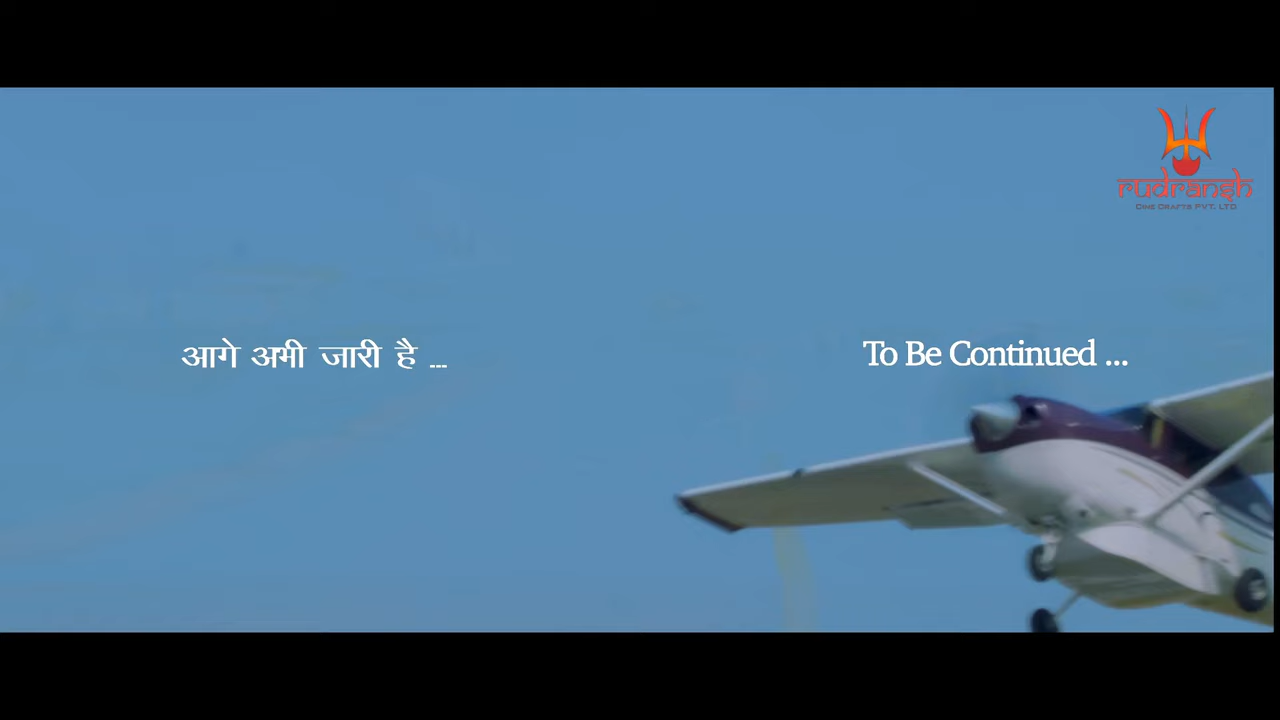 rudransh
CINE CRAFTS PVT. LTD
आगे अभी जारी है ...
To Be Continued ...